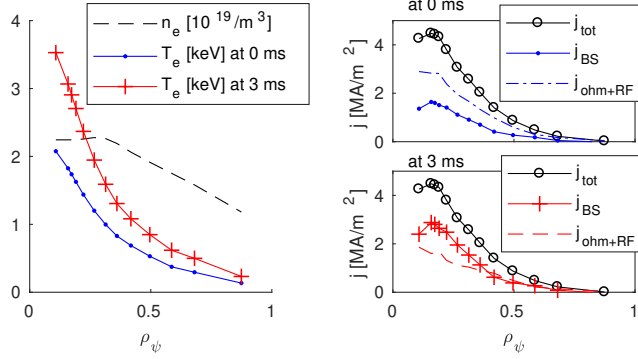 n_e [10^19/m^3]
T_e [keV] at 0 ms
T_e [keV] at 3 ms
4
3
2
1
0
0
0.5
1
ρ_ψ
at 0 ms
j_tot
j_BS
j_ohm+RF
j [MA/m^2]
4
2
0
at 3 ms
j_tot
j_BS
j_ohm+RF
j [MA/m^2]
4
2
0
0
0.5
1
ρ_ψ